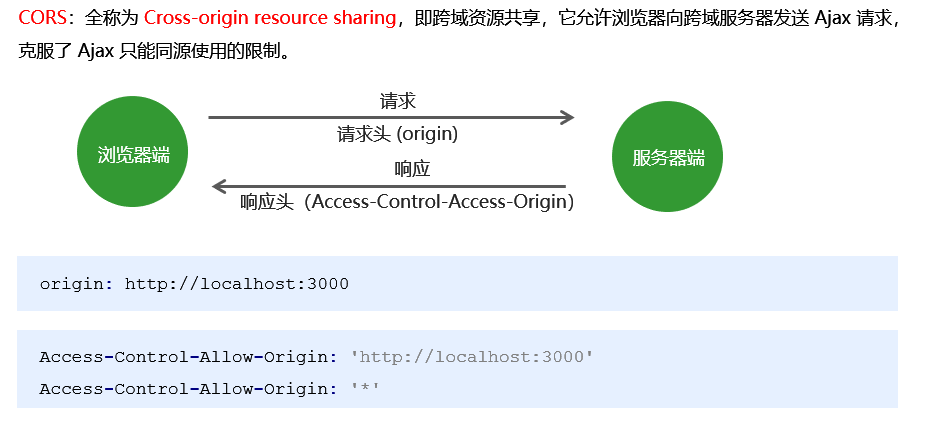 CORS：全称为 Cross-origin resource sharing，即跨域资源共享，它允许浏览器向跨域服务器发送 Ajax 请求，
克服了 Ajax 只能同源使用的限制。
请求
请求头 (origin)
浏览器端
服务器端
响应
响应头（Access-Control-Access-Origin）
origin: http://localhost:3000
Access-Control-Allow-Origin: 'http://localhost:3000'
Access-Control-Allow-Origin: '*'